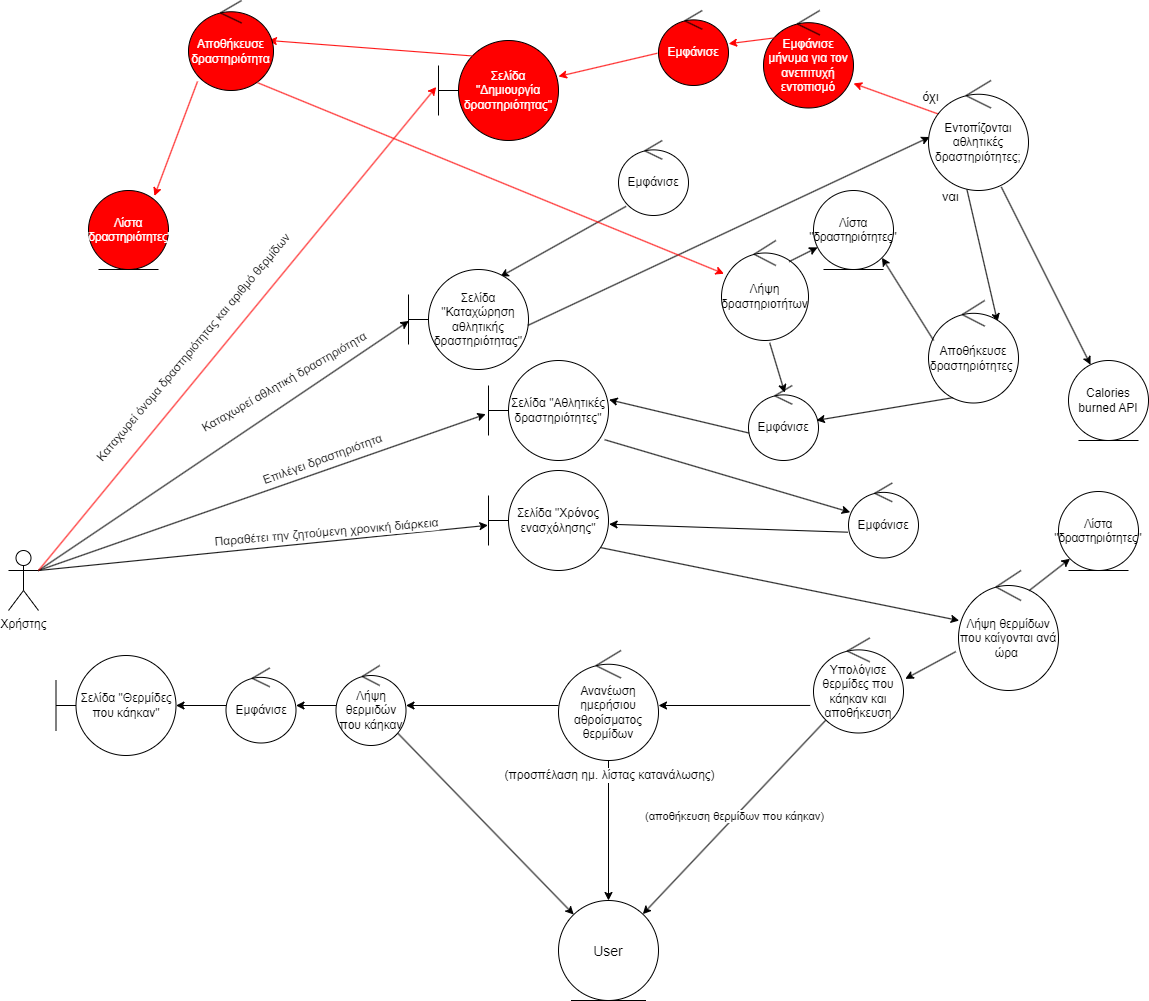 Αποθήκευσε
δραστηριότητα
Σελίδα
"Δημιουργία
δραστηριότητας"
Εμφάνισε
Εμφάνισε
μήνυμα για τον
ανεπιτυχή
εντοπισμό
όχι
Εντοπίζονται
αθλητικές
δραστηριότητες;
ναι
Εμφάνισε
Λίστα
δραστηριότητες
Λίστα
"δραστηριότητες"
Καταχωρεί όνομα δραστηριότητας και αριθμό θερμίδων
Σελίδα
"Καταχώρηση
αθλητικής
δραστηριότητας"
Λήψη
δραστηριοτήτων
Αποθήκευσε
δραστηριότητες
Καταχωρεί αθλητική δραστηριότητα
Calories
burned API
Σελίδα "Αθλητικές
δραστηριότητες"
Εμφάνισε
Επιλέγει δραστηριότητα
Σελίδα "Χρόνος
ενασχόλησης"
Εμφάνισε
Λίστα
"δραστηριότητες"
Παραθέτει την ζητούμενη χρονική διάρκεια
Χρήστης
Λήψη θερμίδων
που καίγονται ανά
ώρα
Σελίδα "Θερμίδες
που κάηκαν"
Εμφάνισε
Λήψη
θερμιδών
που κάηκαν
Ανανέωση
ημερήσιου
αθροίσματος
θερμίδων
Υπολόγισε
θερμίδες που
κάηκαν και
αποθήκευση
(προσπέλαση ημ. λίστας κατανάλωσης)
(αποθήκευση θερμίδων που κάηκαν)
User